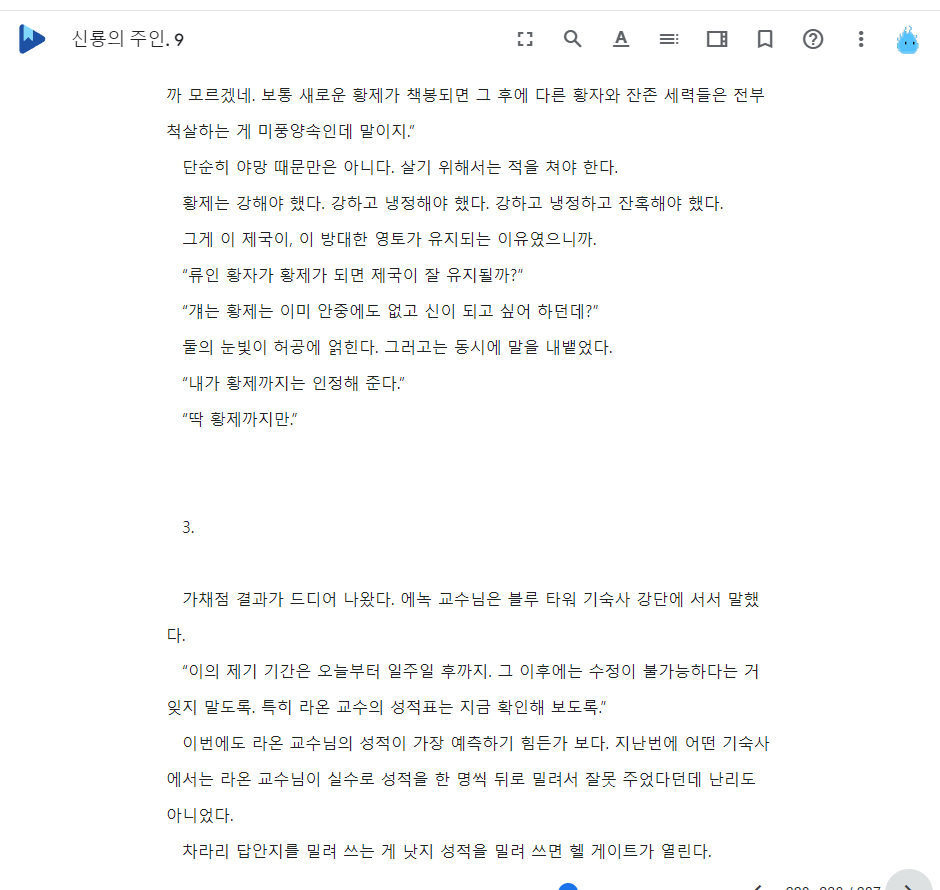 신룡의 주인. 9
까 모르겠네. 보통 새로운 황제가 책봉되면 그 후에 다른 황자와 잔존 세력들은 전부
척살하는 게 미풍양속인데 말이지.”
단순히 야망 때문만은 아니다. 살기 위해서는 적을 쳐야 한다.
황제는 강해야 했다. 강하고 냉정해야 했다. 강하고 냉정하고 잔혹해야 했다.
그게 이 제국이, 이 방대한 영토가 유지되는 이유였으니까.
“류인 황자가 황제가 되면 제국이 잘 유지될까?”
“걔는 황제는 이미 안중에도 없고 신이 되고 싶어 하던데?”
둘의 눈빛이 허공에 얽힌다. 그러고는 동시에 말을 내뱉었다.
“내가 황제까지는 인정해 준다.”
“딱 황제까지만.”
3.
가채점 결과가 드디어 나왔다. 에녹 교수님은 블루 타워 기숙사 강단에 서서 말했
다.
“이의 제기 기간은 오늘부터 일주일 후까지. 그 이후에는 수정이 불가능하다는 거
잊지 말도록. 특히 라온 교수의 성적표는 지금 확인해 보도록.”
이번에도 라온 교수님의 성적이 가장 예측하기 힘든가 보다. 지난번에 어떤 기숙사
에서는 라온 교수님이 실수로 성적을 한 명씩 뒤로 밀려서 잘못 주었다던데 난리도
아니었다.
차라리 답안지를 밀려 쓰는 게 낫지 성적을 밀려 쓰면 헬 게이트가 열린다.